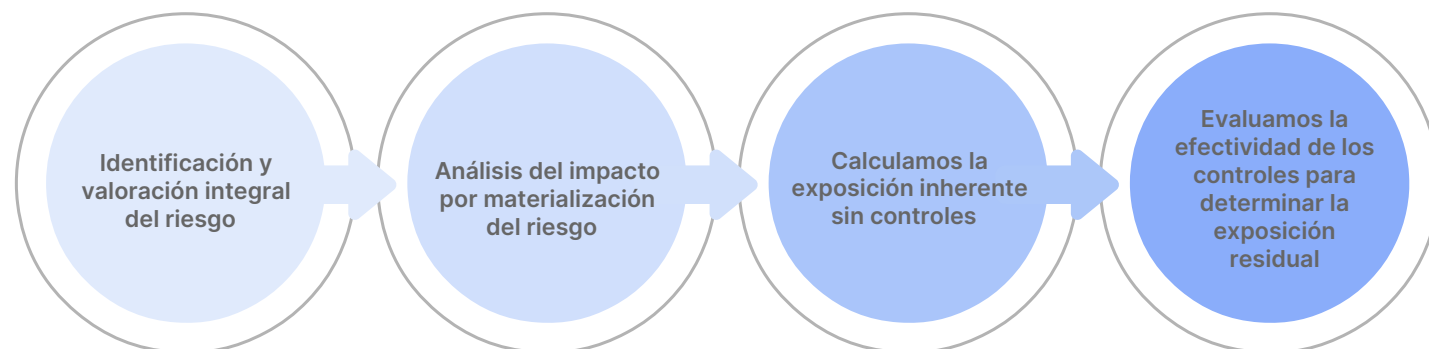 Identificación y
valoración integral
del riesgo
Análisis del impacto
por materialización
del riesgo
Calculamos la
exposición inherente
sin controles
Evaluamos la
efectividad de los
controles para
determinar la
exposición
residual